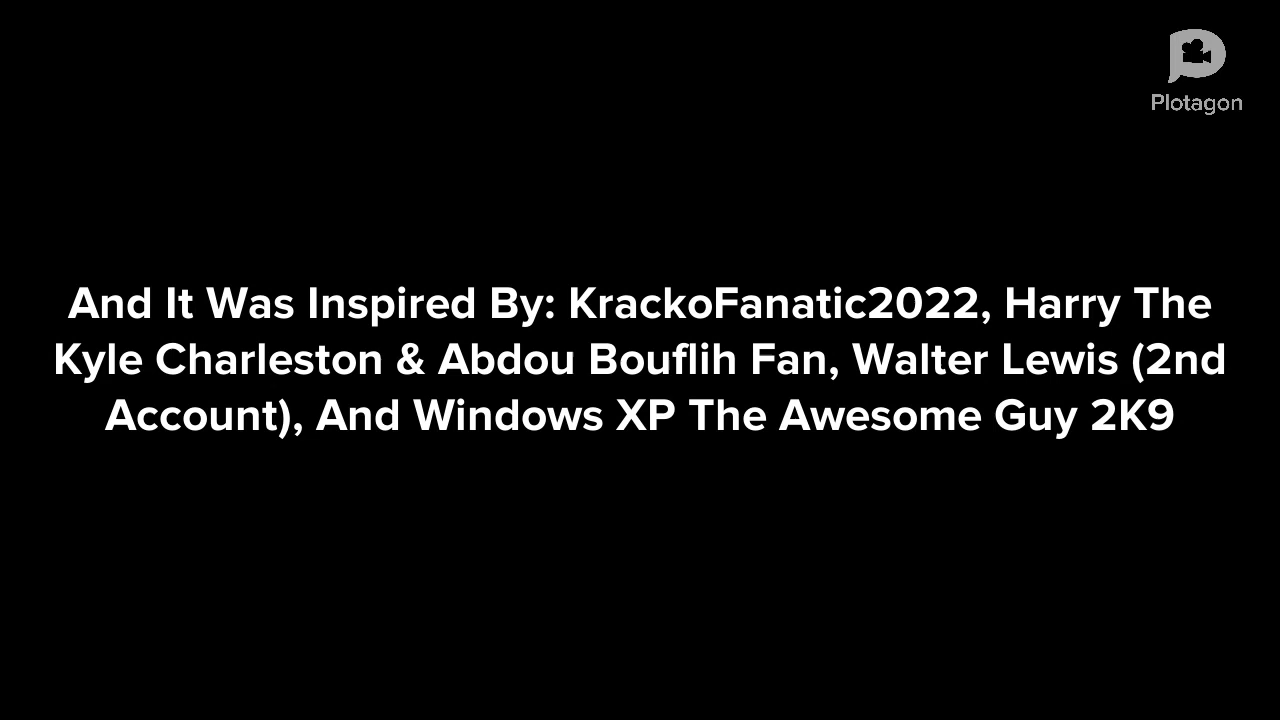 Plotagon
And It Was Inspired By: KrackoFanatic2022, Harry The
Kyle Charleston & Abdou Bouflih Fan, Walter Lewis (2nd
Account), And Windows XP The Awesome Guy 2K9